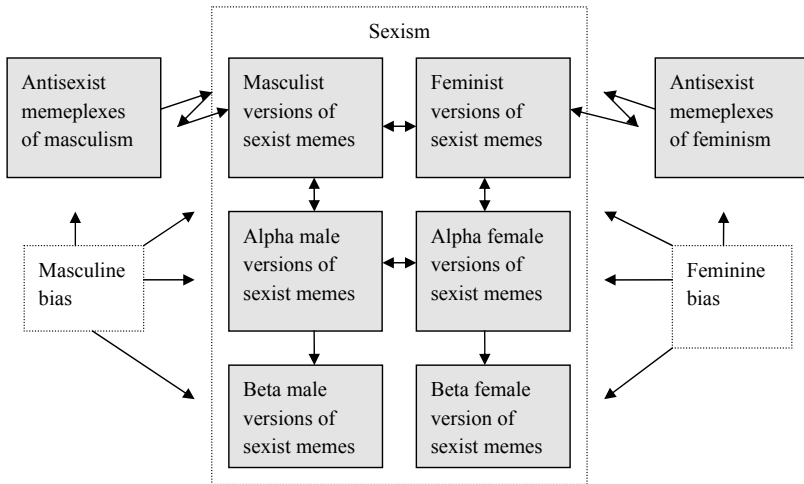 Sexism
Antisexist
memeplexes
of masculism
Masculist
versions of
sexist memes
Feminist
versions of
sexist memes
Antisexist
memeplexes
of feminism
Masculine
bias
Alpha male
versions of
sexist memes
Alpha female
versions of
sexist memes
Feminine
bias
Beta male
versions of
sexist memes
Beta female
version of
sexist memes